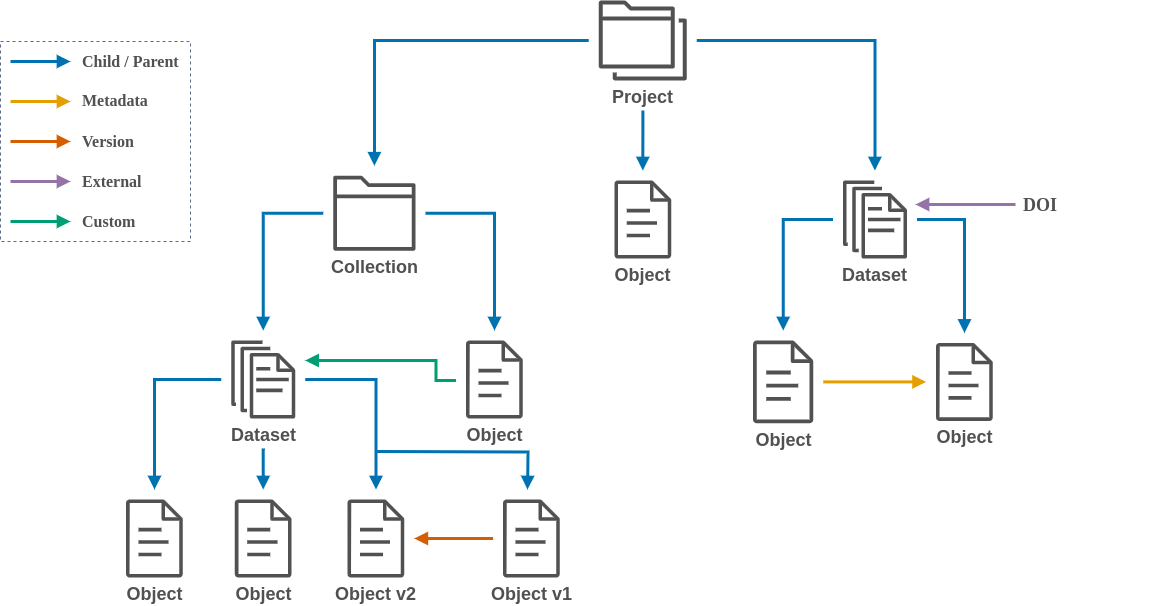 Child / Parent
Metadata
Version
External
Custom
Project
Collection
Object
Dataset
DOI
Dataset
Object
Object
Object
Object
Object
Object v2
Object v1